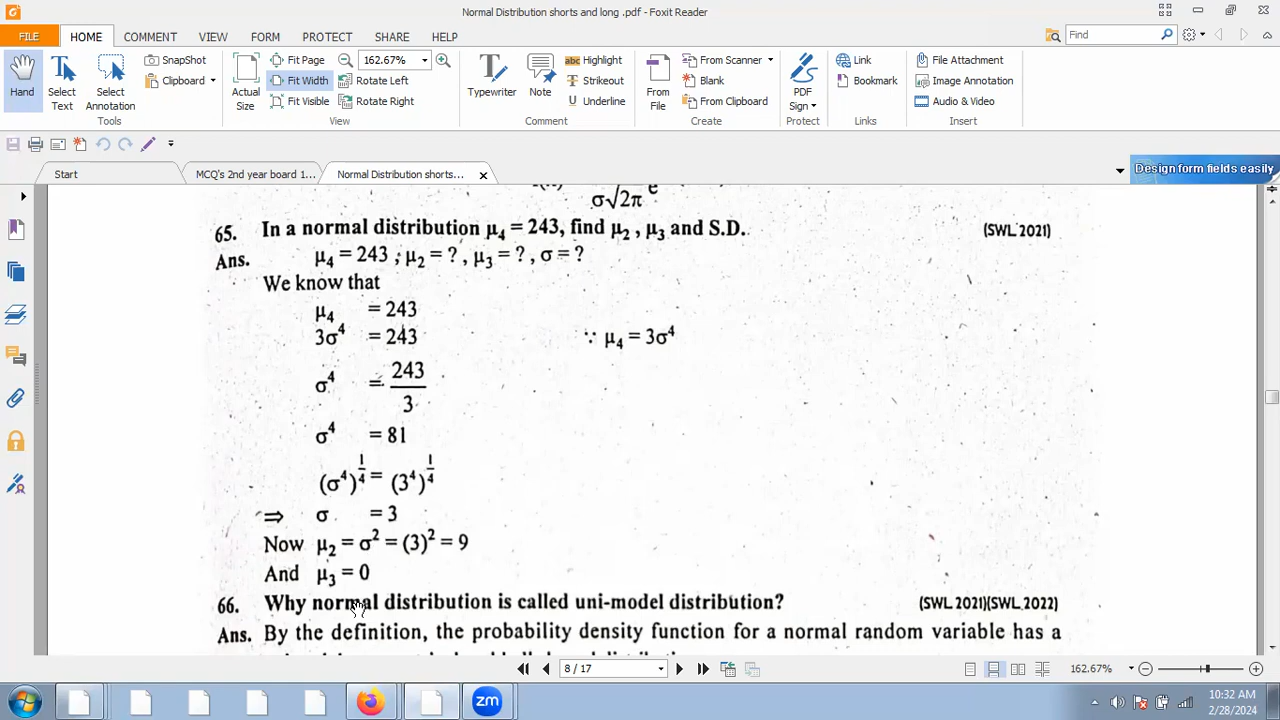 Normal Distribution shorts and long .pdf - Foxit Reader
FILE HOME COMMENT VIEW FORM PROTECT SHARE HELP Find
Hand Select Text Select Annotation SnapShot Clipboard Tools
Actual Size Fit Page Fit Width Fit Visible 162.67% Rotate Left Rotate Right View
Typewriter Note Highlight Strikeout Underline Comment
From File From Scanner Blank From Clipboard Create
PDF Sign Protect
Link Bookmark Links
File Attachment Image Annotation Audio & Video Insert
Start MCQ's 2nd year board 1... Normal Distribution shorts... Design form fields easily
σ√2π e
65. In a normal distribution μ₄ = 243, find μ₂ , μ₃ and S.D. (SWL 2021)
Ans. μ₄ = 243 ; μ₂ = ? , μ₃ = ? , σ = ?
We know that
μ₄ = 243
3σ⁴ = 243 ∵ μ₄ = 3σ⁴
σ⁴ = 243/3
σ⁴ = 81
(σ⁴)^1/4 = (3⁴)^1/4
⇒ σ = 3
Now μ₂ = σ² = (3)² = 9
And μ₃ = 0
66. Why normal distribution is called uni-model distribution? (SWL 2021)(SWL 2022)
Ans. By the definition, the probability density function for a normal random variable has a
8 / 17 162.67%
zm 10:32 AM
2/28/2024